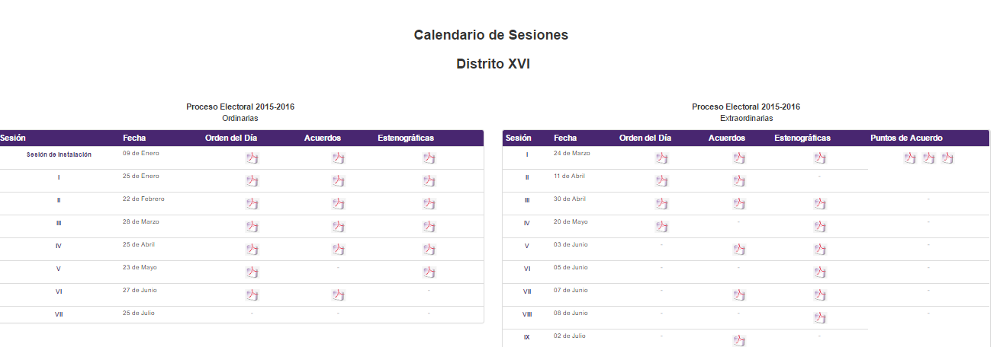 Calendario de Sesiones
Distrito XVI
Proceso Electoral 2015-2016
Ordinarias
Sesión Fecha Orden del Día Acuerdos Estenográficas
Sesión de Instalación 09 de Enero
I 25 de Enero
II 22 de Febrero
III 28 de Marzo
IV 25 de Abril
V 23 de Mayo -
VI 27 de Junio -
VII 25 de Julio - - -
Proceso Electoral 2015-2016
Extraordinarias
Sesión Fecha Orden del Día Acuerdos Estenográficas Puntos de Acuerdo
I 24 de Marzo
II 11 de Abril -
III 30 de Abril -
IV 20 de Mayo - -
V 03 de Junio - -
VI 05 de Junio - - -
VII 07 de Junio - -
VIII 08 de Junio - - -
IX 02 de Julio - -